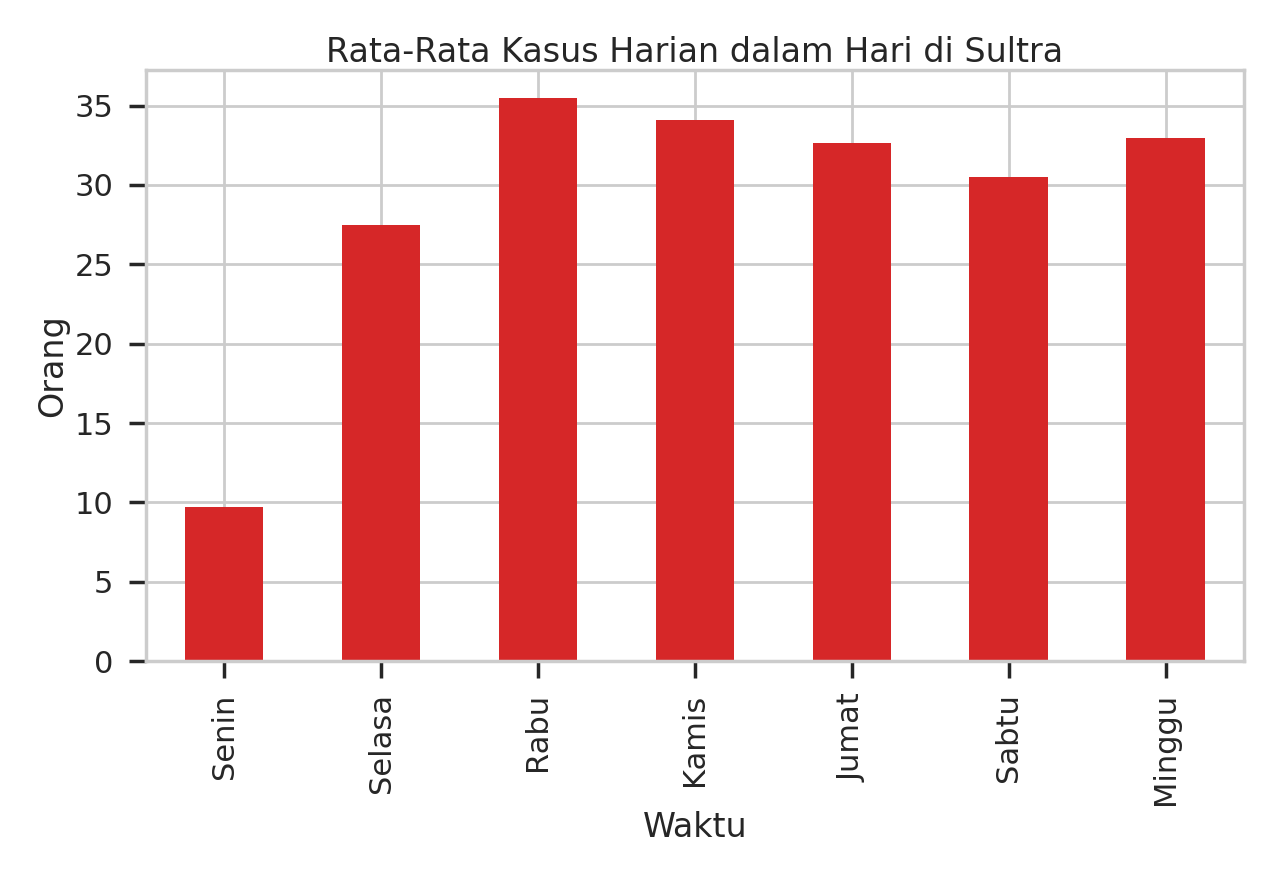 Rata-Rata Kasus Harian dalam Hari di Sultra
Orang
35
30
25
20
15
10
5
0
Senin
Selasa
Rabu
Kamis
Jumat
Sabtu
Minggu
Waktu